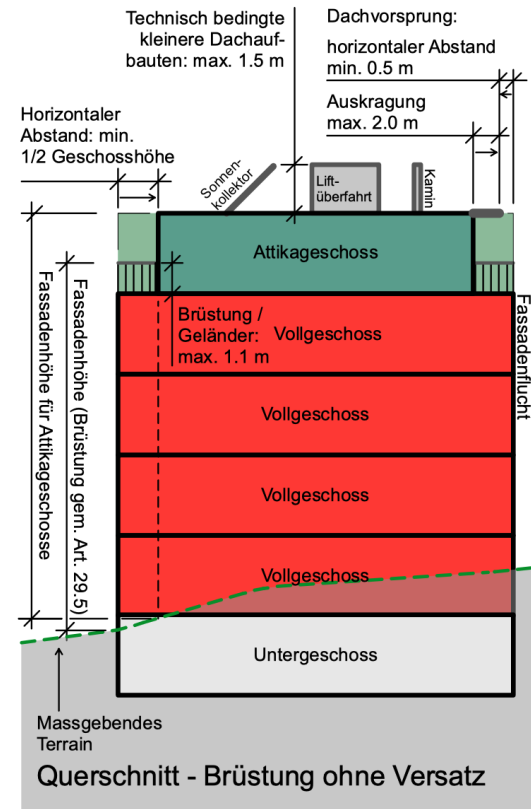 Technisch bedingte
kleinere Dachauf-
bauten: max. 1.5 m
Dachvorsprung:
horizontaler Abstand
min. 0.5 m
Auskragung
max. 2.0 m
Horizontaler
Abstand: min.
1/2 Geschosshöhe
Sonnen-
kollektor
Lift-
überfahrt
Kamin
Attikageschoss
Brüstung /
Geländer:
max. 1.1 m
Vollgeschoss
Vollgeschoss
Vollgeschoss
Vollgeschoss
Untergeschoss
Fassadenflucht
Fassadenhöhe für
Attikageschosse
Fassadenhöhe (Brüstung gem. Art. 29.5)
Massgebendes
Terrain
Querschnitt - Brüstung ohne Versatz